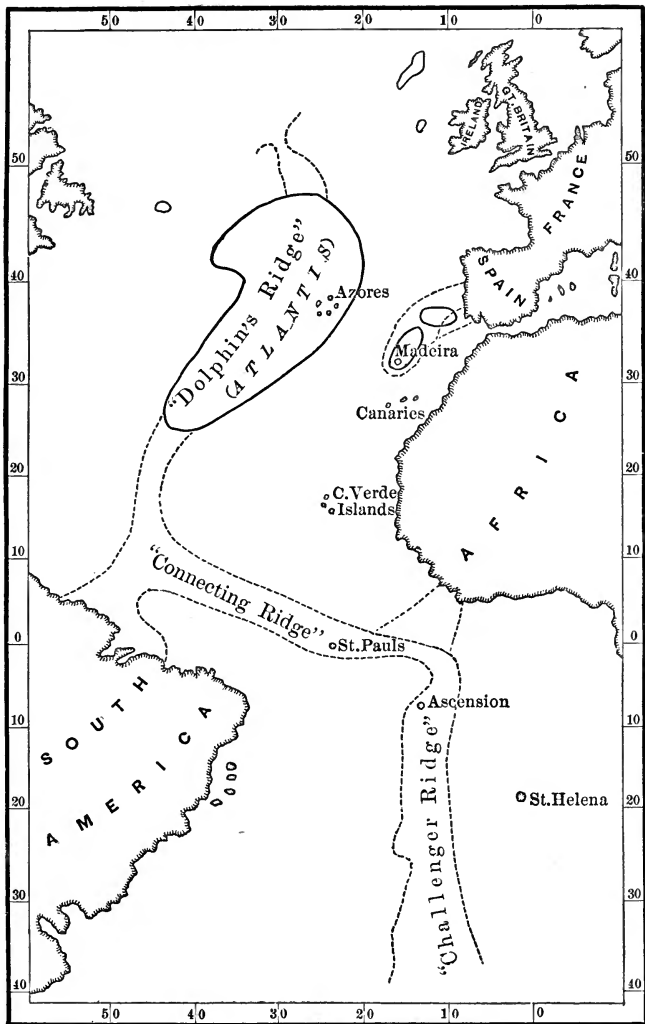 50 40 30 20 10 0
50
40
30
20
10
0
10
20
30
40
50
40
30
20
10
0
10
20
30
40
IRELAND
GT. BRITAIN
FRANCE
SPAIN
"Dolphin's Ridge"
(ATLANTIS)
Azores
Madeira
Canaries
AFRICA
C.Verde
Islands
"Connecting Ridge"
St.Pauls
SOUTH
AMERICA
Ascension
"Challenger Ridge"
St.Helena
50 40 30 20 10 0